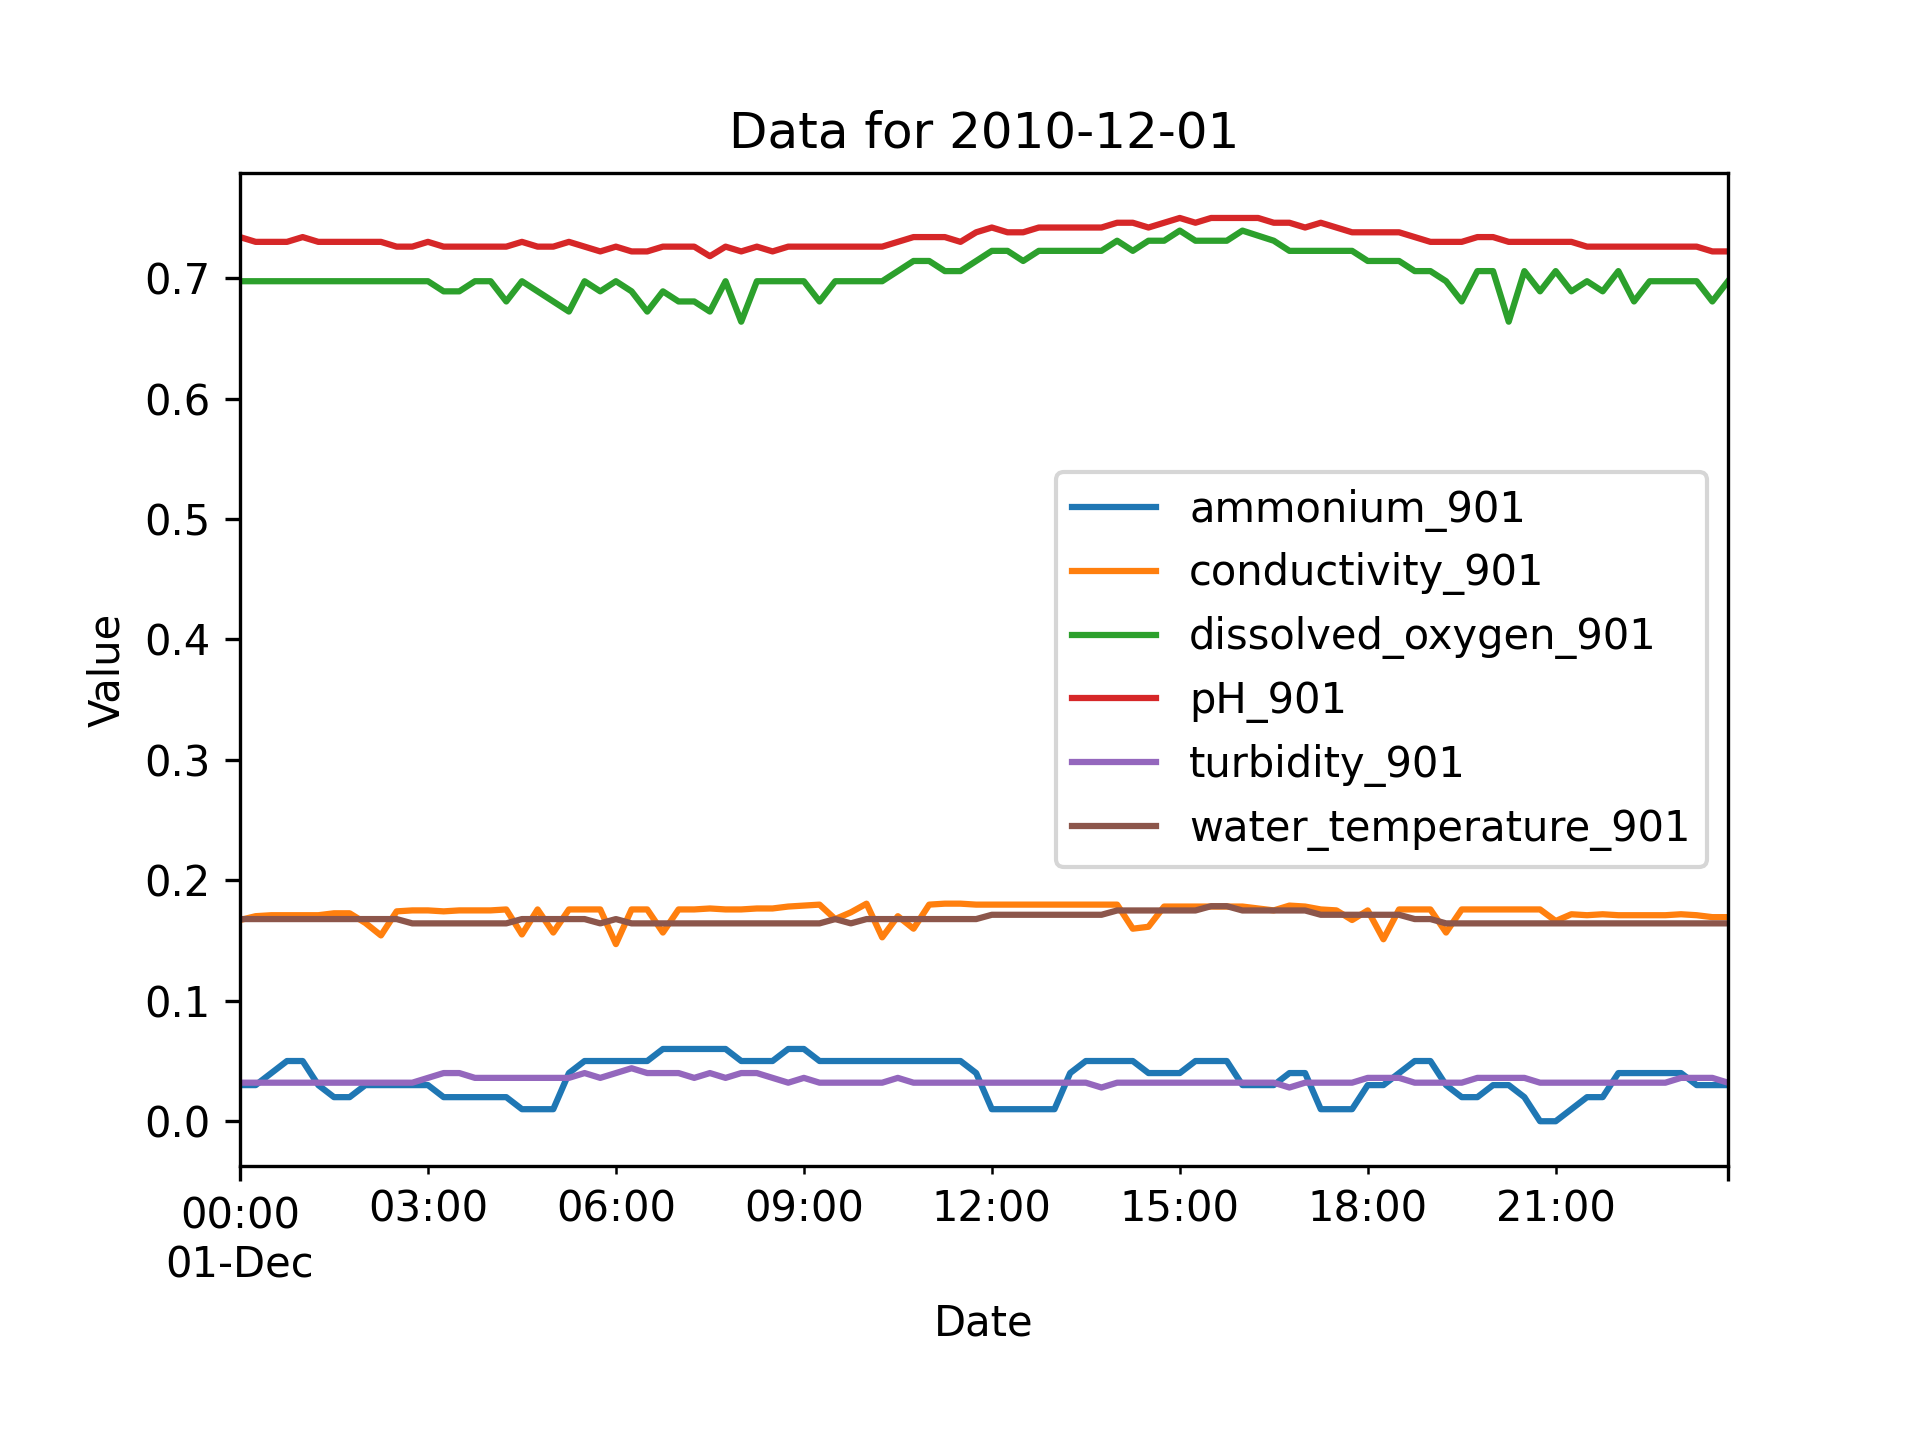 Data for 2010-12-01
Value
0.7
0.6
0.5
0.4
0.3
0.2
0.1
0.0
ammonium_901
conductivity_901
dissolved_oxygen_901
pH_901
turbidity_901
water_temperature_901
00:00 03:00 06:00 09:00 12:00 15:00 18:00 21:00
01-Dec
Date